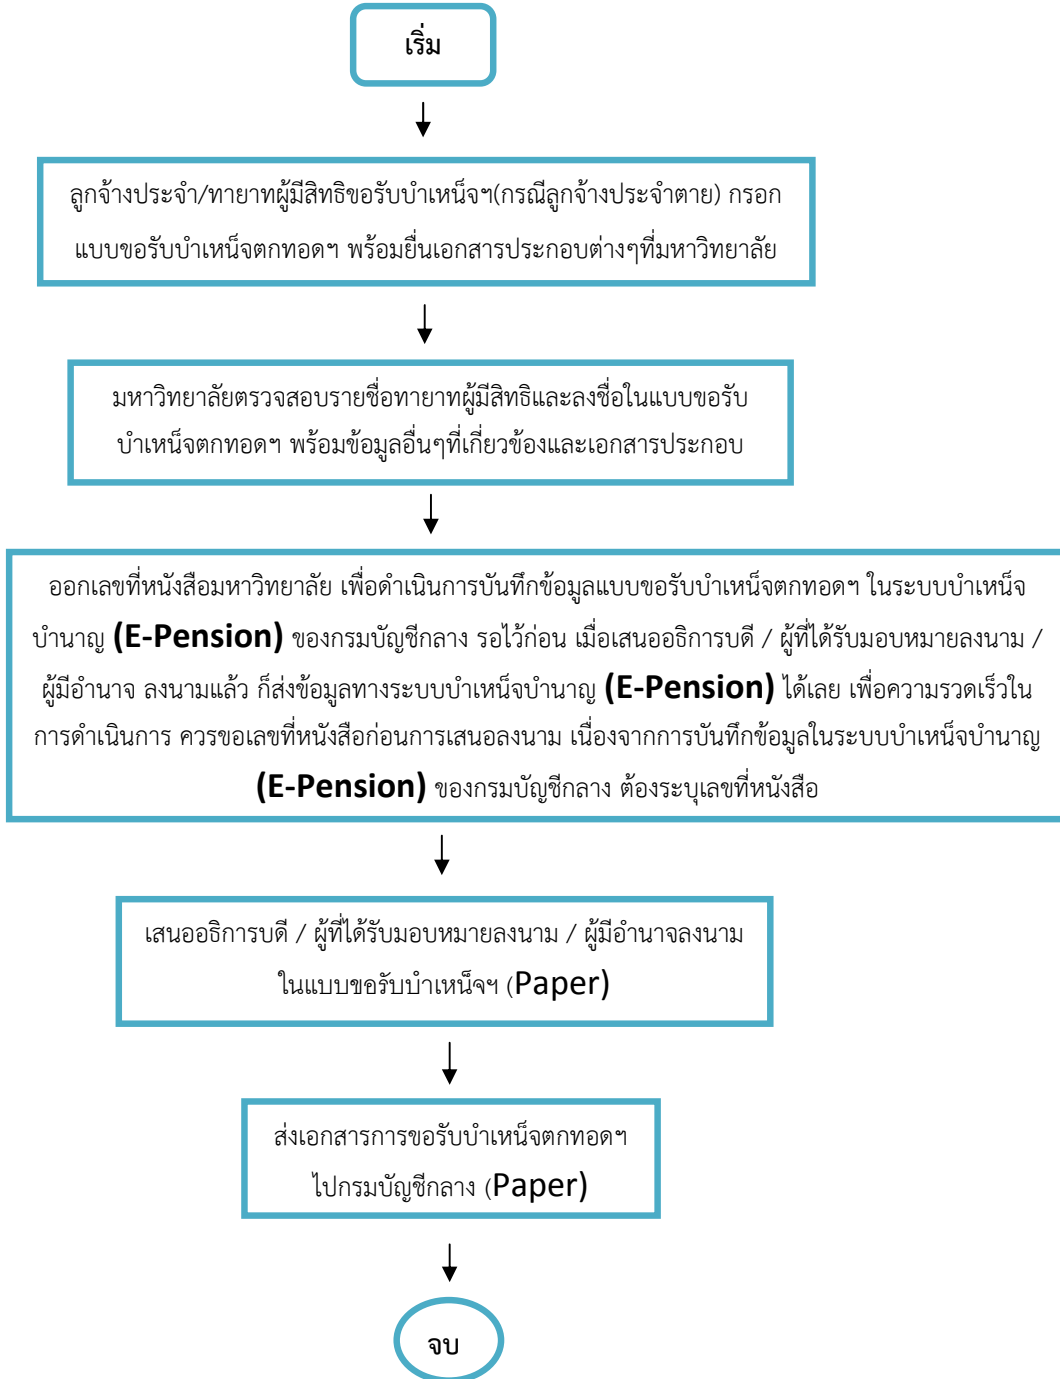 เริ่ม
ลูกจ้างประจำ/ทายาทผู้มีสิทธิขอรับบำเหน็จฯ(กรณีลูกจ้างประจำตาย) กรอก
แบบขอรับบำเหน็จตกทอดฯ พร้อมยื่นเอกสารประกอบต่างๆที่มหาวิทยาลัย
มหาวิทยาลัยตรวจสอบรายชื่อทายาทผู้มีสิทธิและลงชื่อในแบบขอรับ
บำเหน็จตกทอดฯ พร้อมข้อมูลอื่นๆที่เกี่ยวข้องและเอกสารประกอบ
ออกเลขที่หนังสือมหาวิทยาลัย เพื่อดำเนินการบันทึกข้อมูลแบบขอรับบำเหน็จตกทอดฯ ในระบบบำเหน็จ
บำนาญ (E-Pension) ของกรมบัญชีกลาง รอไว้ก่อน เมื่อเสนออธิการบดี / ผู้ที่ได้รับมอบหมายลงนาม /
ผู้มีอำนาจ ลงนามแล้ว ก็ส่งข้อมูลทางระบบบำเหน็จบำนาญ (E-Pension) ได้เลย เพื่อความรวดเร็วใน
การดำเนินการ ควรขอเลขที่หนังสือก่อนการเสนอลงนาม เนื่องจากการบันทึกข้อมูลในระบบบำเหน็จบำนาญ
(E-Pension) ของกรมบัญชีกลาง ต้องระบุเลขที่หนังสือ
เสนออธิการบดี / ผู้ที่ได้รับมอบหมายลงนาม / ผู้มีอำนาจลงนาม
ในแบบขอรับบำเหน็จฯ (Paper)
ส่งเอกสารการขอรับบำเหน็จตกทอดฯ
ไปกรมบัญชีกลาง (Paper)
จบ